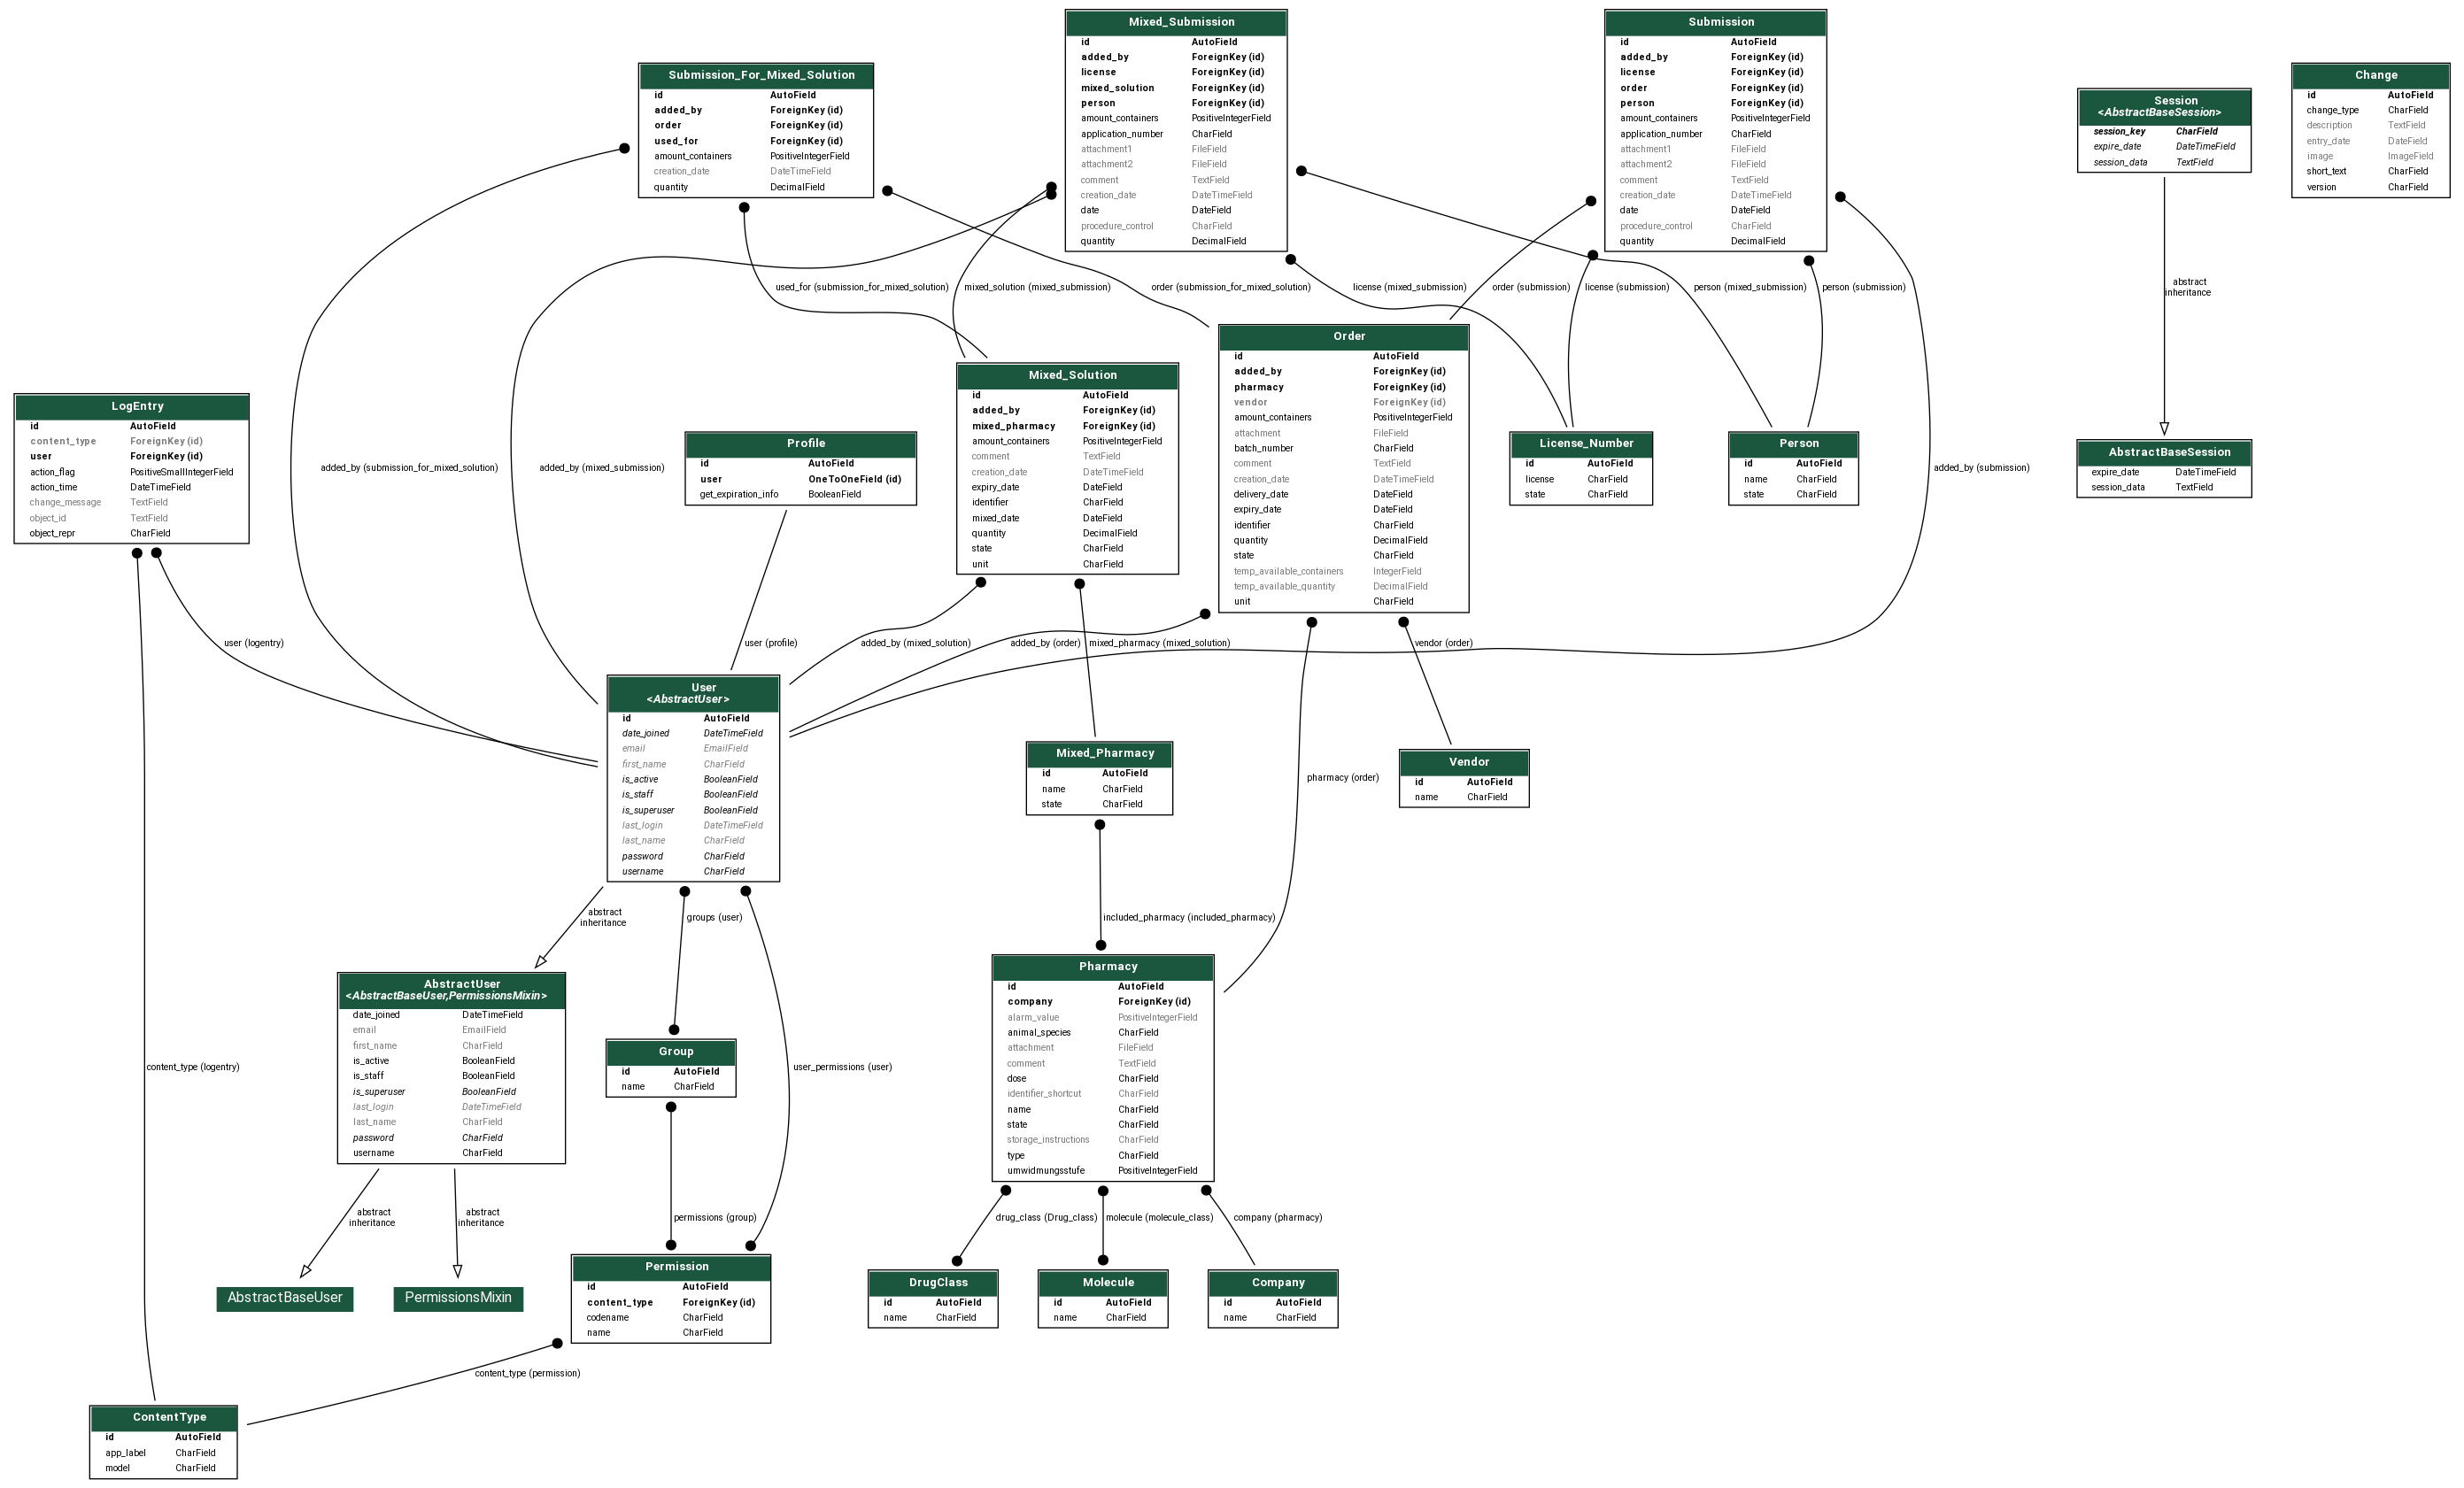 Mixed_Submission
id AutoField
added_by ForeignKey (id)
license ForeignKey (id)
mixed_solution ForeignKey (id)
person ForeignKey (id)
amount_containers PositiveIntegerField
application_number CharField
attachment1 FileField
attachment2 FileField
comment TextField
creation_date DateTimeField
date DateField
procedure_control CharField
quantity DecimalField
Submission
id AutoField
added_by ForeignKey (id)
license ForeignKey (id)
order ForeignKey (id)
person ForeignKey (id)
amount_containers PositiveIntegerField
application_number CharField
attachment1 FileField
attachment2 FileField
comment TextField
creation_date DateTimeField
date DateField
procedure_control CharField
quantity DecimalField
Submission_For_Mixed_Solution
id AutoField
added_by ForeignKey (id)
order ForeignKey (id)
used_for ForeignKey (id)
amount_containers PositiveIntegerField
creation_date DateTimeField
quantity DecimalField
Session
<AbstractBaseSession>
session_key CharField
expire_date DateTimeField
session_data TextField
Change
id AutoField
change_type CharField
description TextField
entry_date DateField
image ImageField
short_text CharField
version CharField
used_for (submission_for_mixed_solution)
mixed_solution (mixed_submission)
order (submission_for_mixed_solution)
license (mixed_submission)
order (submission)
license (submission)
person (mixed_submission)
person (submission)
abstract
inheritance
Order
id AutoField
added_by ForeignKey (id)
pharmacy ForeignKey (id)
vendor ForeignKey (id)
amount_containers PositiveIntegerField
attachment FileField
batch_number CharField
comment TextField
creation_date DateTimeField
delivery_date DateField
expiry_date DateField
identifier CharField
quantity DecimalField
state CharField
temp_available_containers IntegerField
temp_available_quantity DecimalField
unit CharField
Mixed_Solution
id AutoField
added_by ForeignKey (id)
mixed_pharmacy ForeignKey (id)
amount_containers PositiveIntegerField
comment TextField
creation_date DateTimeField
expiry_date DateField
identifier CharField
mixed_date DateField
quantity DecimalField
state CharField
unit CharField
LogEntry
id AutoField
content_type ForeignKey (id)
user ForeignKey (id)
action_flag PositiveSmallIntegerField
action_time DateTimeField
change_message TextField
object_id TextField
object_repr CharField
added_by (submission_for_mixed_solution)
added_by (mixed_submission)
Profile
id AutoField
user OneToOneField (id)
get_expiration_info BooleanField
License_Number
id AutoField
license CharField
state CharField
Person
id AutoField
name CharField
state CharField
added_by (submission)
AbstractBaseSession
expire_date DateTimeField
session_data TextField
user (logentry)
user (profile)
added_by (mixed_solution)
added_by (order)
mixed_pharmacy (mixed_solution)
vendor (order)
User
<AbstractUser>
id AutoField
date_joined DateTimeField
email EmailField
first_name CharField
is_active BooleanField
is_staff BooleanField
is_superuser BooleanField
last_login DateTimeField
last_name CharField
password CharField
username CharField
Mixed_Pharmacy
id AutoField
name CharField
state CharField
pharmacy (order)
Vendor
id AutoField
name CharField
abstract
inheritance
groups (user)
included_pharmacy (included_pharmacy)
AbstractUser
<AbstractBaseUser,PermissionsMixin>
date_joined DateTimeField
email EmailField
first_name CharField
is_active BooleanField
is_staff BooleanField
is_superuser BooleanField
last_login DateTimeField
last_name CharField
password CharField
username CharField
Pharmacy
id AutoField
company ForeignKey (id)
alarm_value PositiveIntegerField
animal_species CharField
attachment FileField
comment TextField
dose CharField
identifier_shortcut CharField
name CharField
state CharField
storage_instructions CharField
type CharField
umwidmungsstufe PositiveIntegerField
content_type (logentry)
Group
id AutoField
name CharField
user_permissions (user)
abstract
inheritance
abstract
inheritance
permissions (group)
drug_class (Drug_class)
molecule (molecule_class)
company (pharmacy)
AbstractBaseUser
PermissionsMixin
Permission
id AutoField
content_type ForeignKey (id)
codename CharField
name CharField
DrugClass
id AutoField
name CharField
Molecule
id AutoField
name CharField
Company
id AutoField
name CharField
content_type (permission)
ContentType
id AutoField
app_label CharField
model CharField